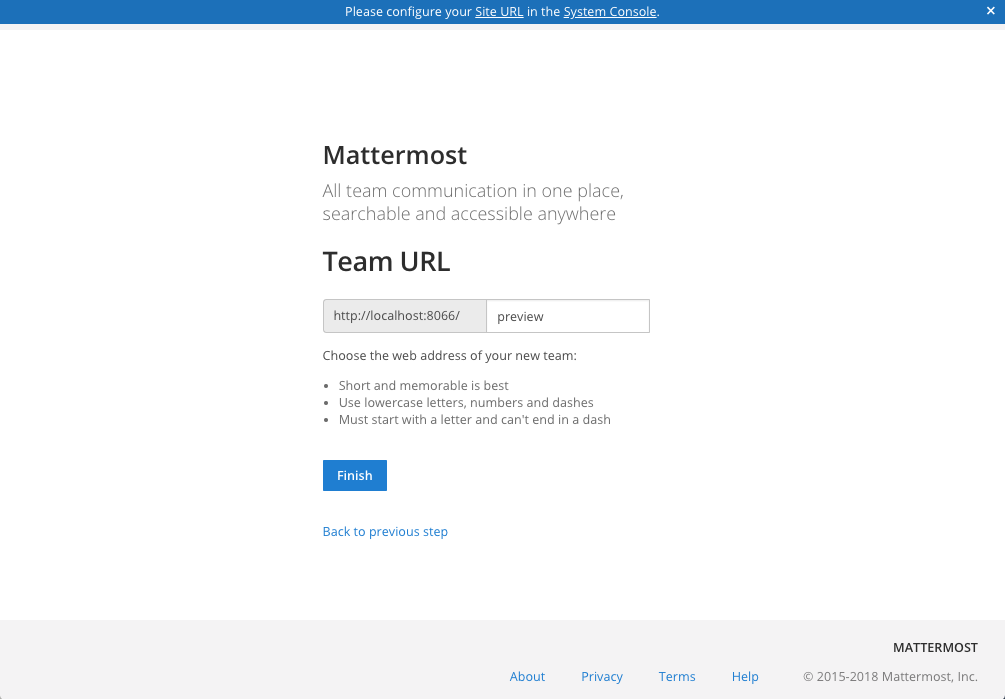 Please configure your Site URL in the System Console.
×
Mattermost
All team communication in one place,
searchable and accessible anywhere
Team URL
http://localhost:8066/ preview
Choose the web address of your new team:
• Short and memorable is best
• Use lowercase letters, numbers and dashes
• Must start with a letter and can't end in a dash
Finish
Back to previous step
MATTERMOST
About Privacy Terms Help © 2015-2018 Mattermost, Inc.